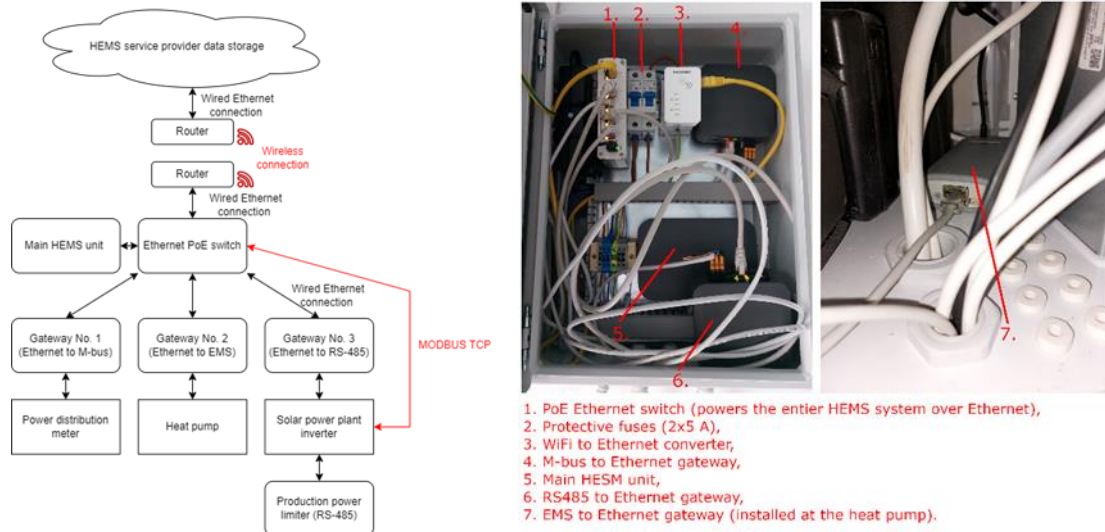 HEMS service provider data storage
Wired Ethernet
connection
Router
Wireless
connection
Router
Wired Ethernet
connection
Main HEMS unit
Ethernet PoE switch
Wired Ethernet
connection
Gateway No. 1
(Ethernet to M-bus)
Gateway No. 2
(Ethernet to EMS)
Gateway No. 3
(Ethernet to RS-485)
MODBUS TCP
Power distribution
meter
Heat pump
Solar power plant
inverter
Production power
limiter (RS-485)
1.
2.
3.
4.
5.
6.
7.
1. PoE Ethernet switch (powers the entier HEMS system over Ethernet),
2. Protective fuses (2x5 A),
3. WiFi to Ethernet converter,
4. M-bus to Ethernet gateway,
5. Main HESM unit,
6. RS485 to Ethernet gateway,
7. EMS to Ethernet gateway (installed at the heat pump).